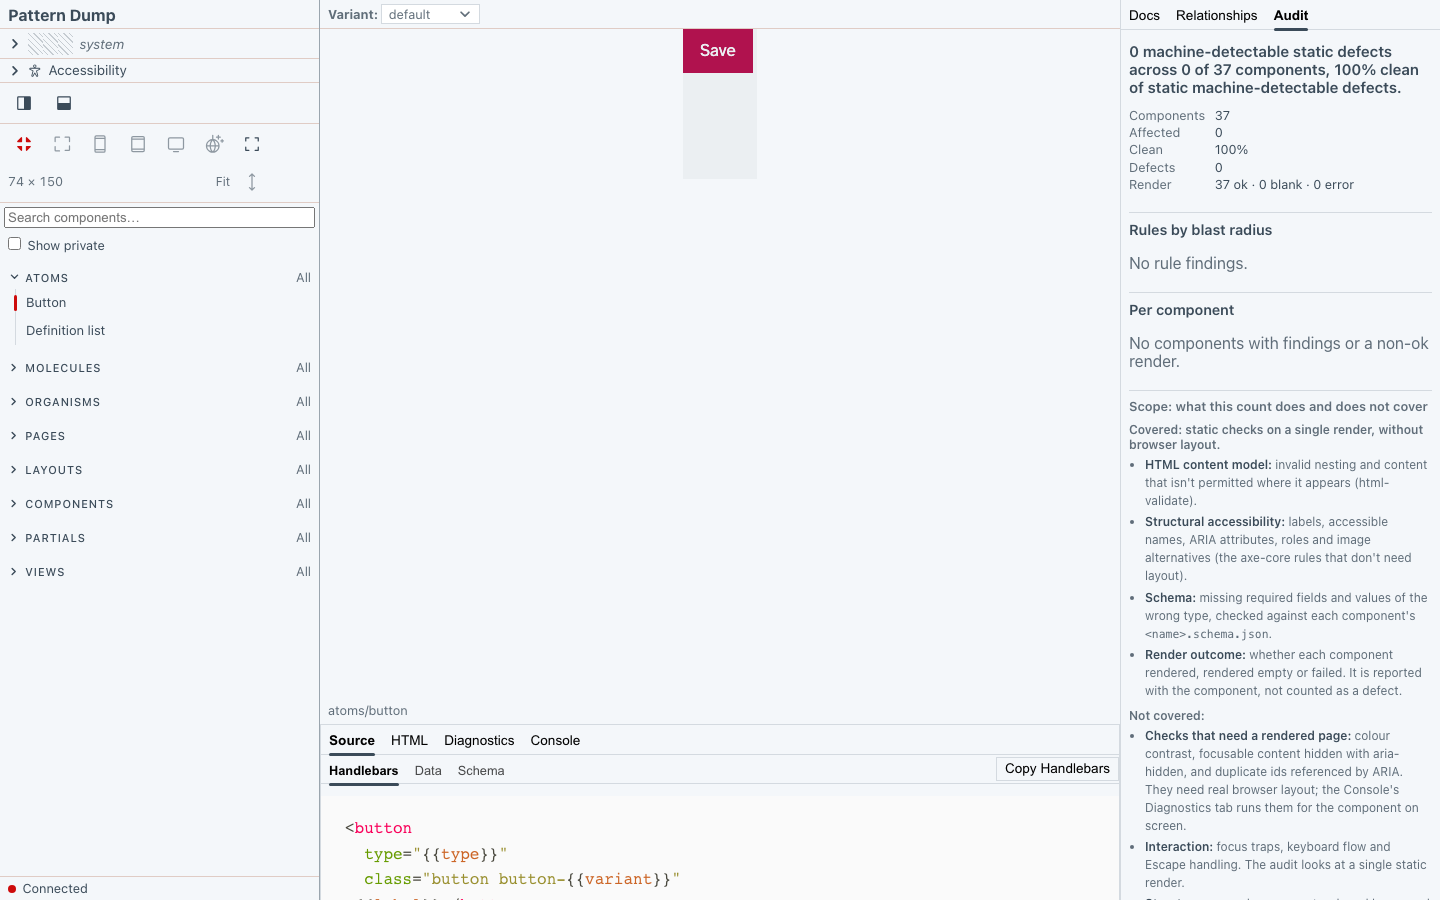 Pattern Dump
system
Accessibility
74 × 150
Fit
Search components...
Show private
ATOMS All
Button
Definition list
MOLECULES All
ORGANISMS All
PAGES All
LAYOUTS All
COMPONENTS All
PARTIALS All
VIEWS All
Connected
Variant: default
Save
atoms/button
Source HTML Diagnostics Console
Handlebars Data Schema
Copy Handlebars
<button
type="{{type}}"
class="button button-{{variant}}"
Docs Relationships Audit
0 machine-detectable static defects
across 0 of 37 components, 100% clean
of static machine-detectable defects.
Components 37
Affected 0
Clean 100%
Defects 0
Render 37 ok · 0 blank · 0 error
Rules by blast radius
No rule findings.
Per component
No components with findings or a non-ok
render.
Scope: what this count does and does not cover
Covered: static checks on a single render, without
browser layout.
• HTML content model: invalid nesting and content
that isn't permitted where it appears (html-
validate).
• Structural accessibility: labels, accessible
names, ARIA attributes, roles and image
alternatives (the axe-core rules that don't need
layout).
• Schema: missing required fields and values of the
wrong type, checked against each component's
<name>.schema.json.
• Render outcome: whether each component
rendered, rendered empty or failed. It is reported
with the component, not counted as a defect.
Not covered:
• Checks that need a rendered page: colour
contrast, focusable content hidden with aria-
hidden, and duplicate ids referenced by ARIA.
They need real browser layout; the Console's
Diagnostics tab runs them for the component on
screen.
• Interaction: focus traps, keyboard flow and
Escape handling. The audit looks at a single static
render.